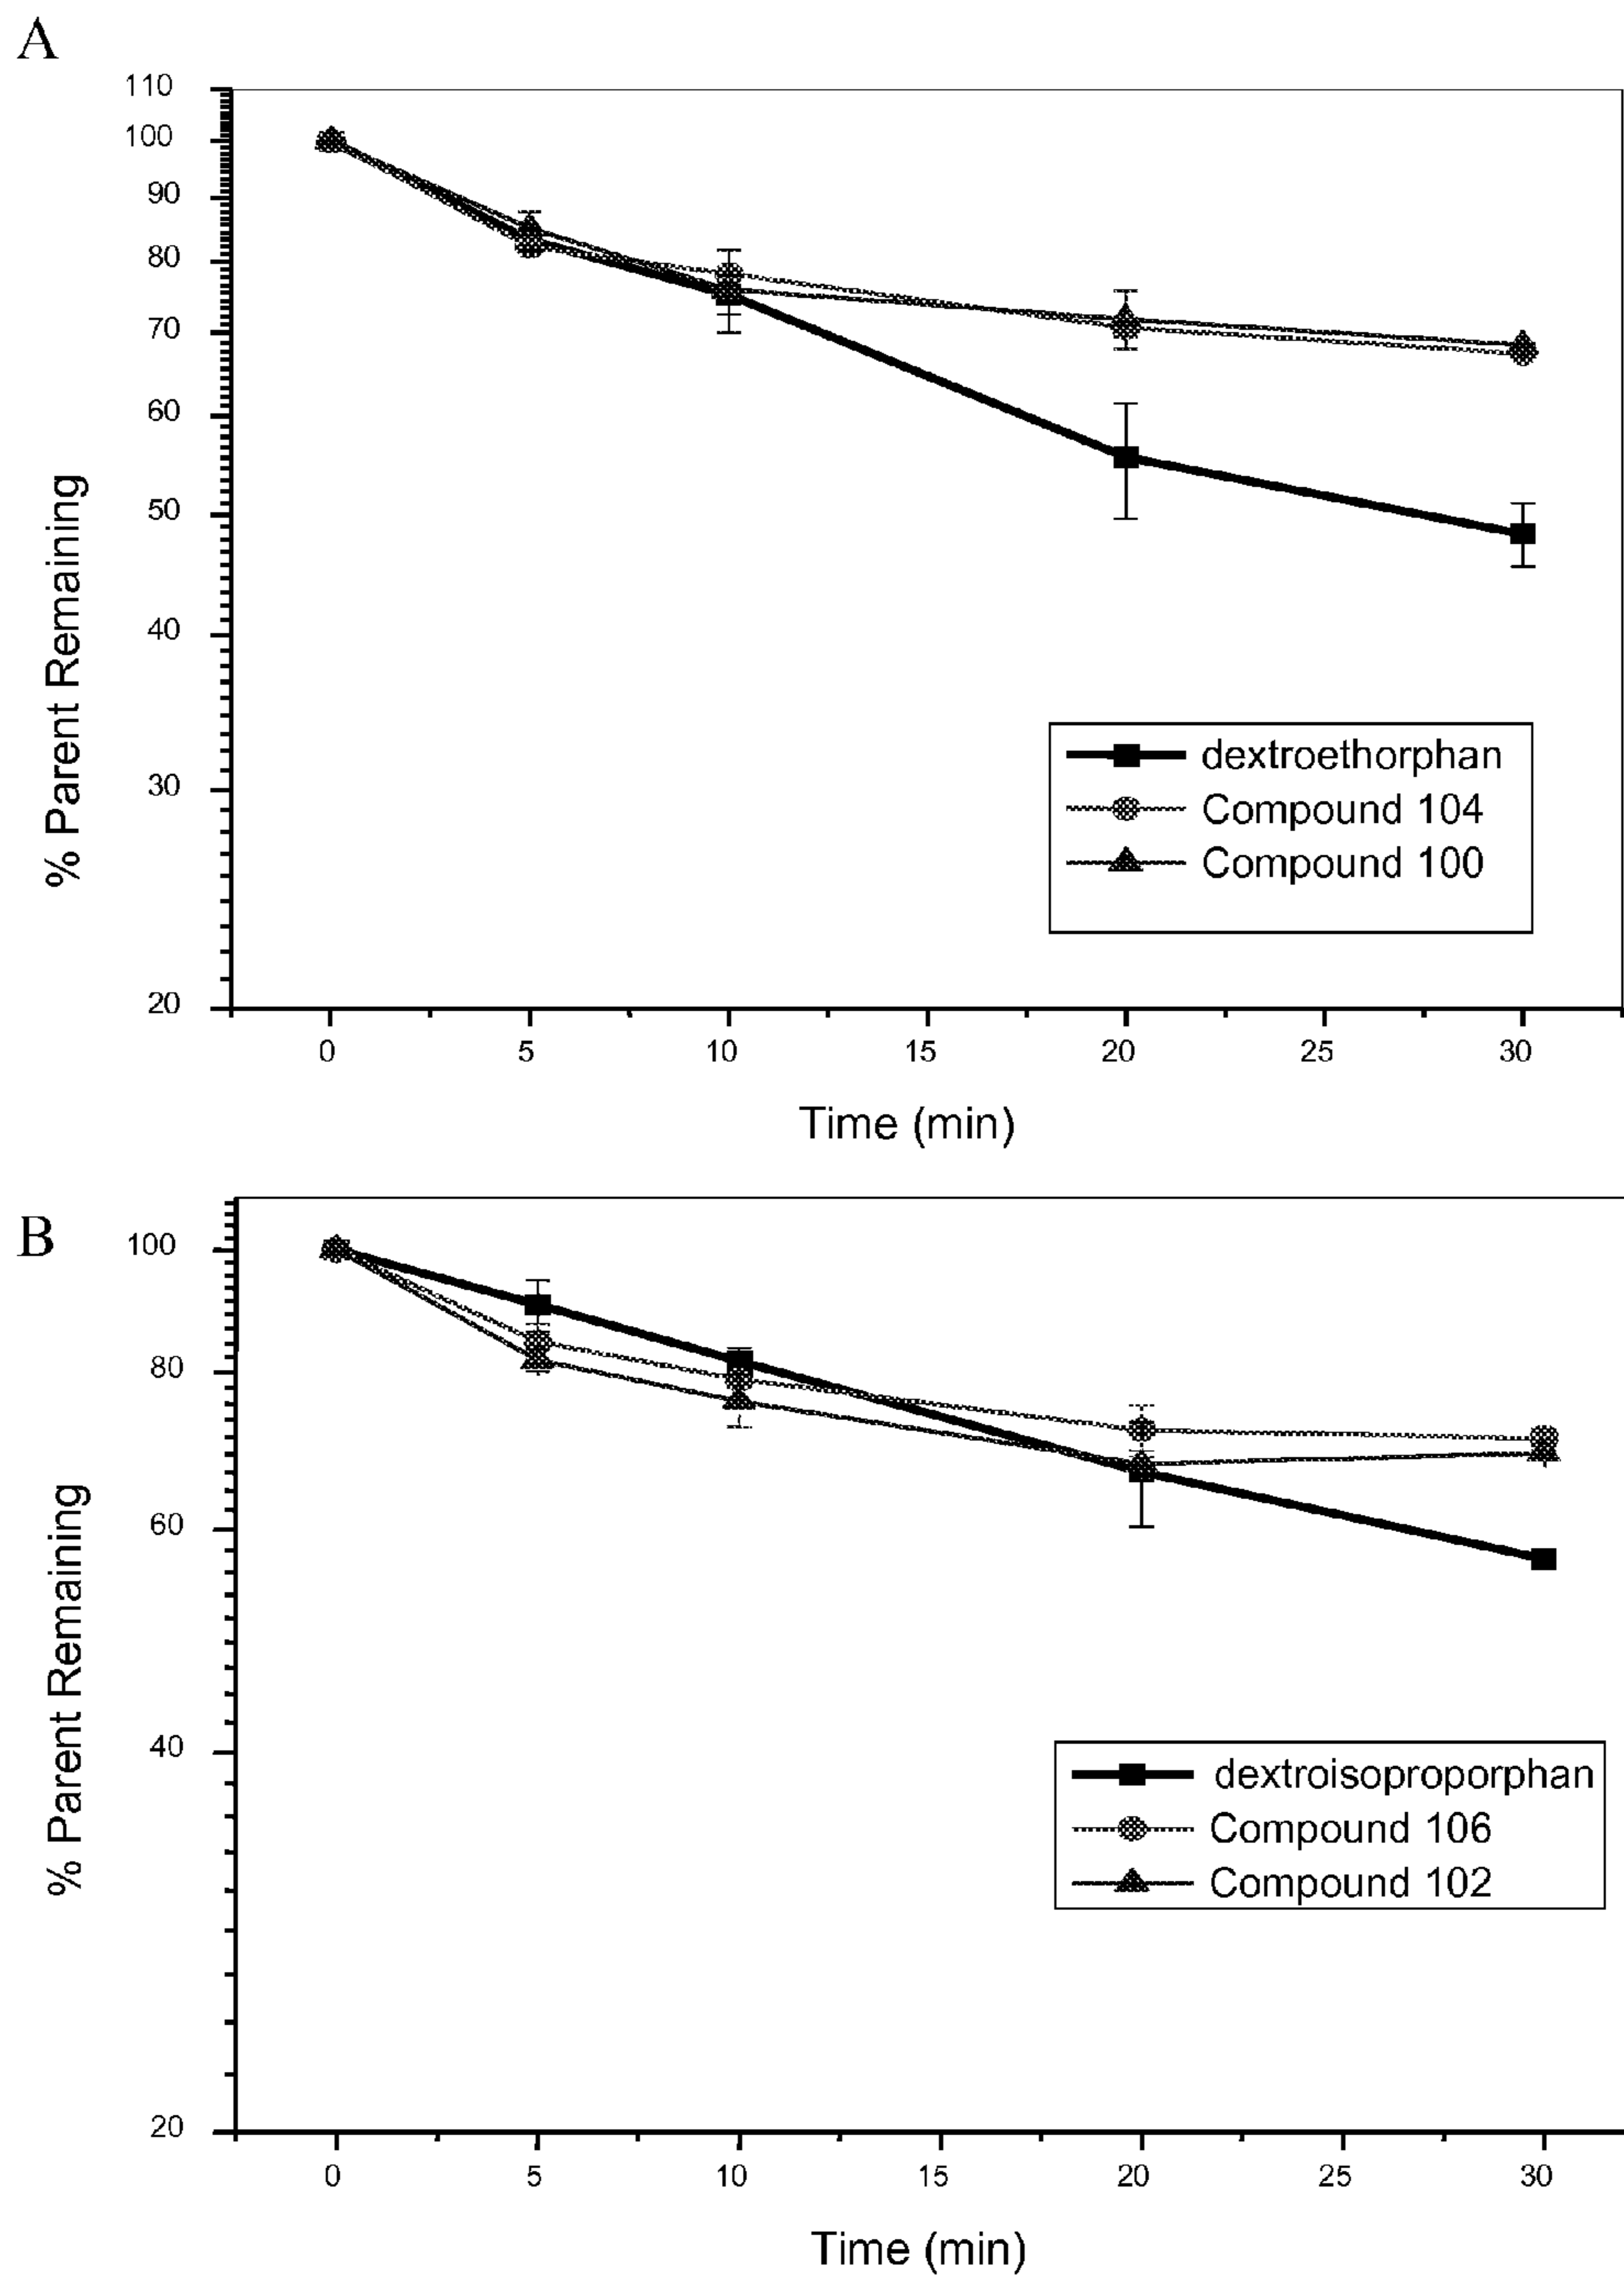 A
110
100
90
80
70
60
50
40
30
20
% Parent Remaining
dextroethorphan
Compound 104
Compound 100
0 5 10 15 20 25 30
Time (min)
B
100
80
60
40
20
% Parent Remaining
dextroisoproporphan
Compound 106
Compound 102
0 5 10 15 20 25 30
Time (min)